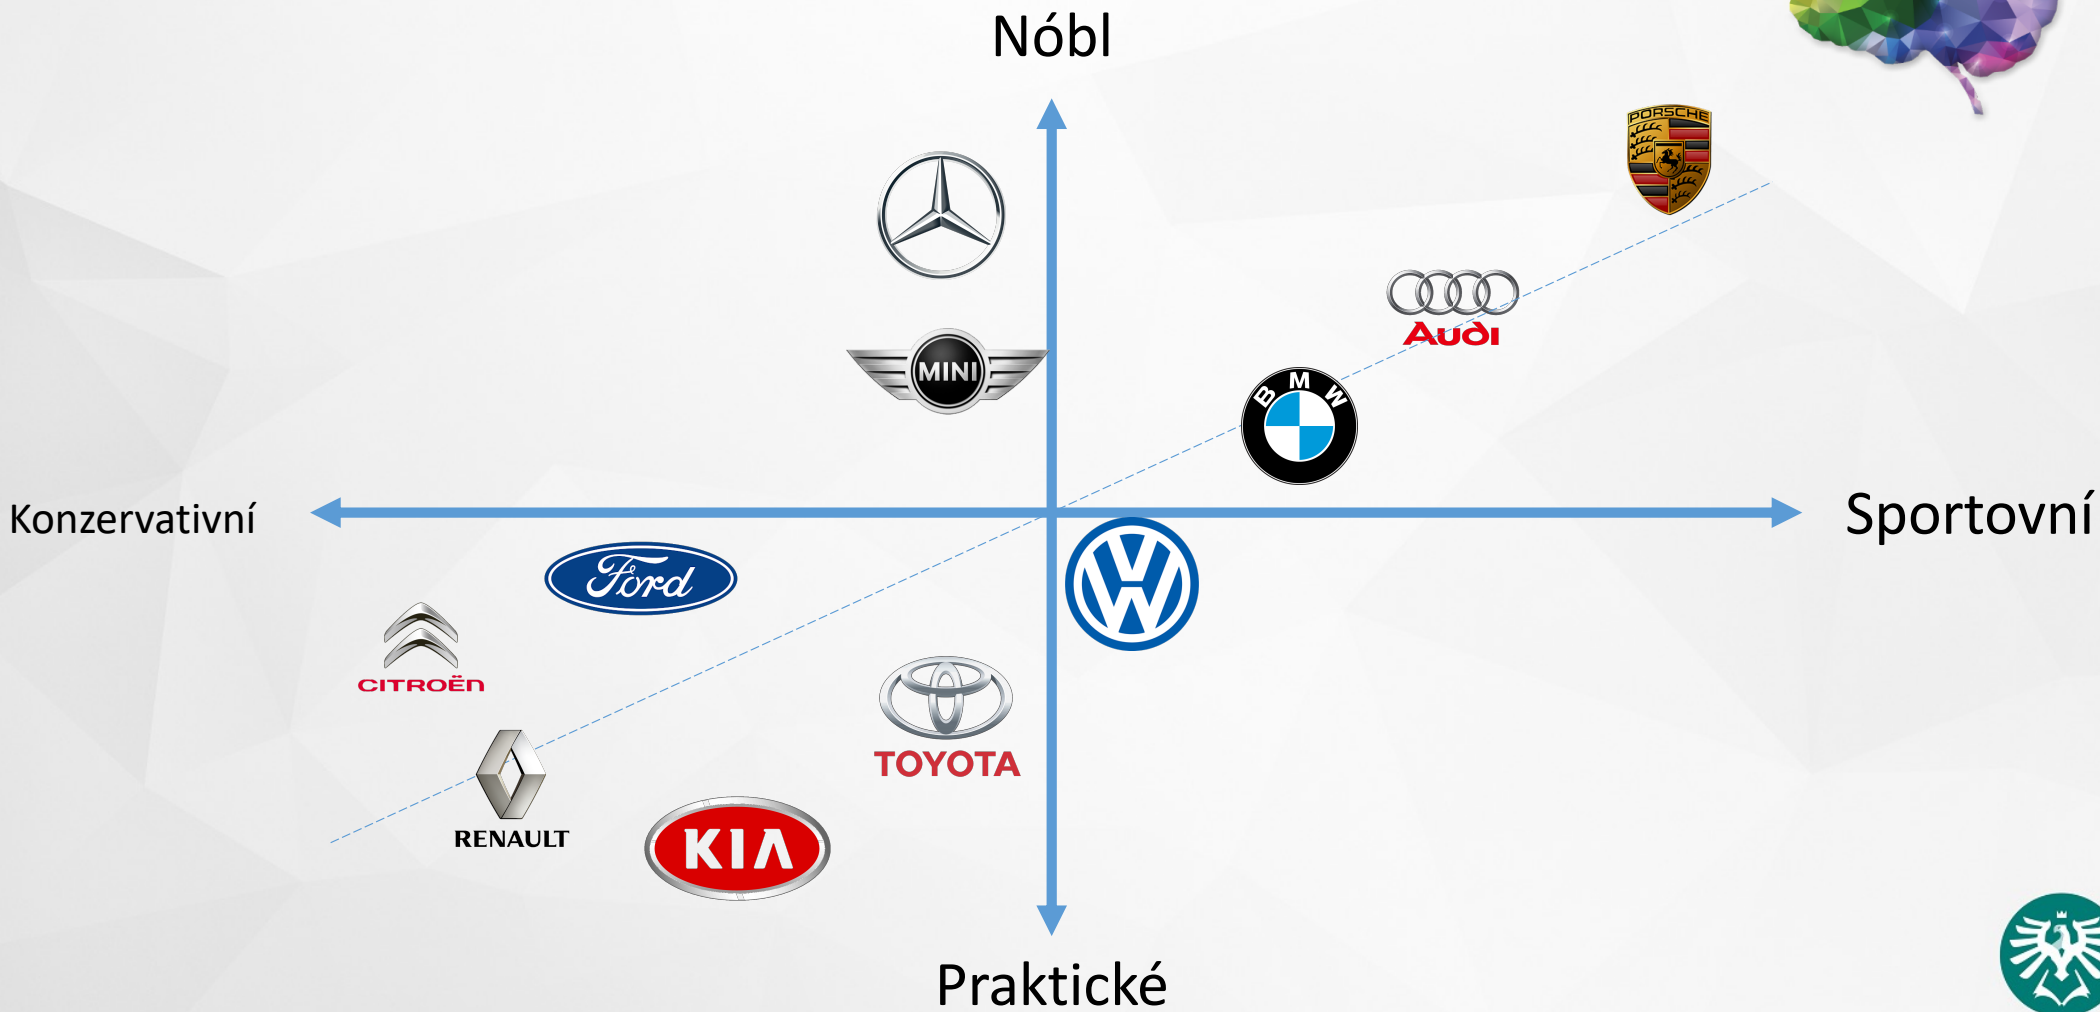 Nóbl
PORSCHE
Audi
MINI
BMW
Konzervativní
Sportovní
Ford
CITROËN
TOYOTA
RENAULT
KIA
Praktické